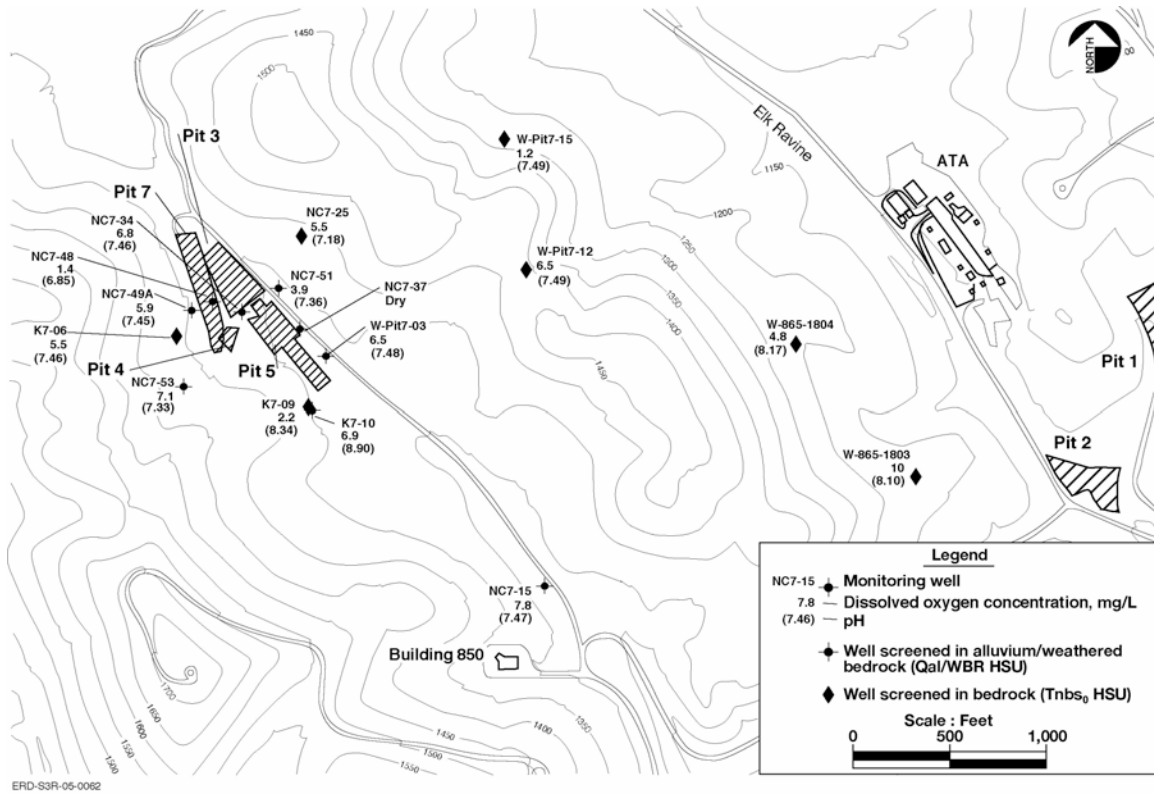 1450
1500
NORTH
00
Pit 3
Elk Ravine
W-Pit7-15
1.2
(7.49)
1150
ATA
Pit 7
NC7-34
6.8
(7.46)
NC7-25
5.5
(7.18)
1200
1250
1300
1350
1400
1450
NC7-48
1.4
(6.85)
W-Pit7-12
6.5
(7.49)
NC7-51
3.9
(7.36)
NC7-37
Dry
NC7-49A
5.9
(7.45)
W-Pit7-03
6.5
(7.48)
W-865-1804
4.8
(8.17)
K7-06
5.5
(7.46)
Pit 4
Pit 5
Pit 1
NC7-53
7.1
(7.33)
K7-09
2.2
(8.34)
K7-10
6.9
(8.90)
W-865-1803
10
(8.10)
Pit 2
NC7-15
7.8
(7.47)
Building 850
1700
1650
1600
1550
1500
1450
1500
1550
1400
1350
Legend
NC7-15 Monitoring well
7.8 — Dissolved oxygen concentration, mg/L
(7.46) — pH
Well screened in alluvium/weathered
bedrock (Qal/WBR HSU)
Well screened in bedrock (Tnbs₀ HSU)
Scale : Feet
0 500 1,000
ERD-S3R-05-0062